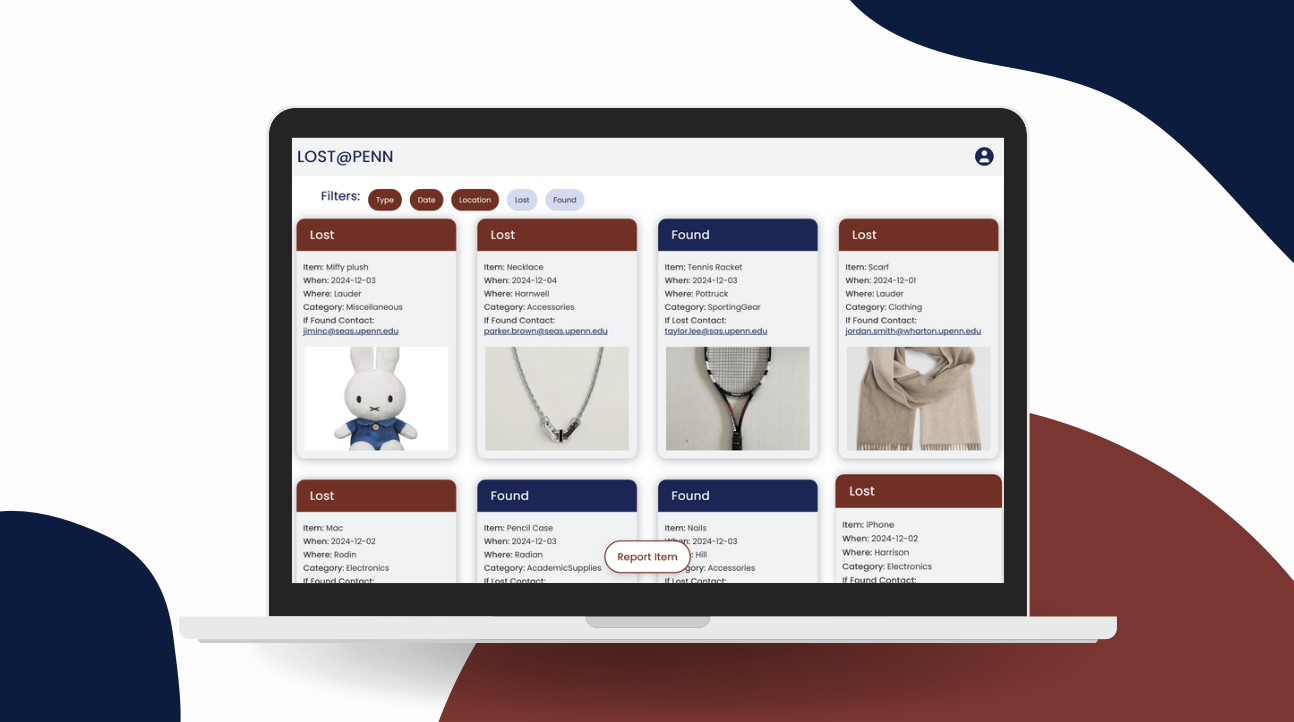 LOST@PENN
Filters:
Type
Date
Location
Lost
Found
Lost
Item: Miffy plush
When: 2024-12-03
Where: Lauder
Category: Miscellaneous
If Found Contact:
jiminc@seas.upenn.edu
Lost
Item: Necklace
When: 2024-12-04
Where: Harnwell
Category: Accessories
If Found Contact:
parker.brown@seas.upenn.edu
Found
Item: Tennis Racket
When: 2024-12-03
Where: Pottruck
Category: SportingGear
If Lost Contact:
taylor.lee@sas.upenn.edu
Lost
Item: Scarf
When: 2024-12-01
Where: Lauder
Category: Clothing
If Found Contact:
jordan.smith@wharton.upenn.edu
Lost
Item: Mac
When: 2024-12-02
Where: Rodin
Category: Electronics
If Found Contact:
Found
Item: Pencil Case
When: 2024-12-03
Where: Radian
Category: AcademicSupplies
If Lost Contact:
Found
Item: Nails
2024-12-03
Hill
Accessories
If Lost Contact:
Report Item
Lost
Item: iPhone
When: 2024-12-02
Where: Harrison
Category: Electronics
If Found Contact: